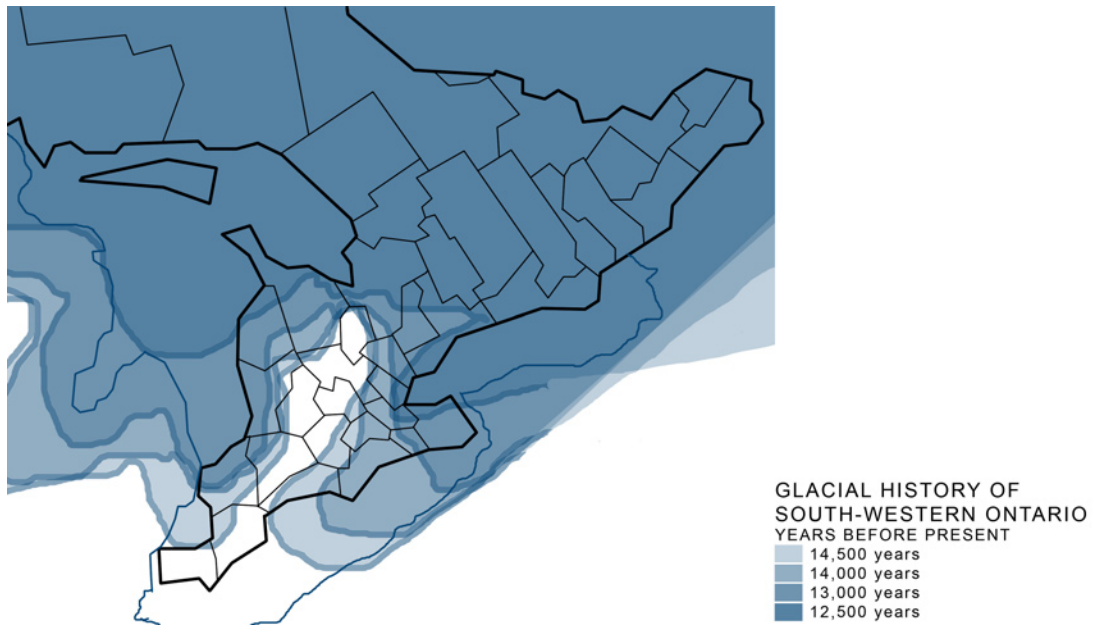 GLACIAL HISTORY OF
SOUTH-WESTERN ONTARIO
YEARS BEFORE PRESENT
14,500 years
14,000 years
13,000 years
12,500 years